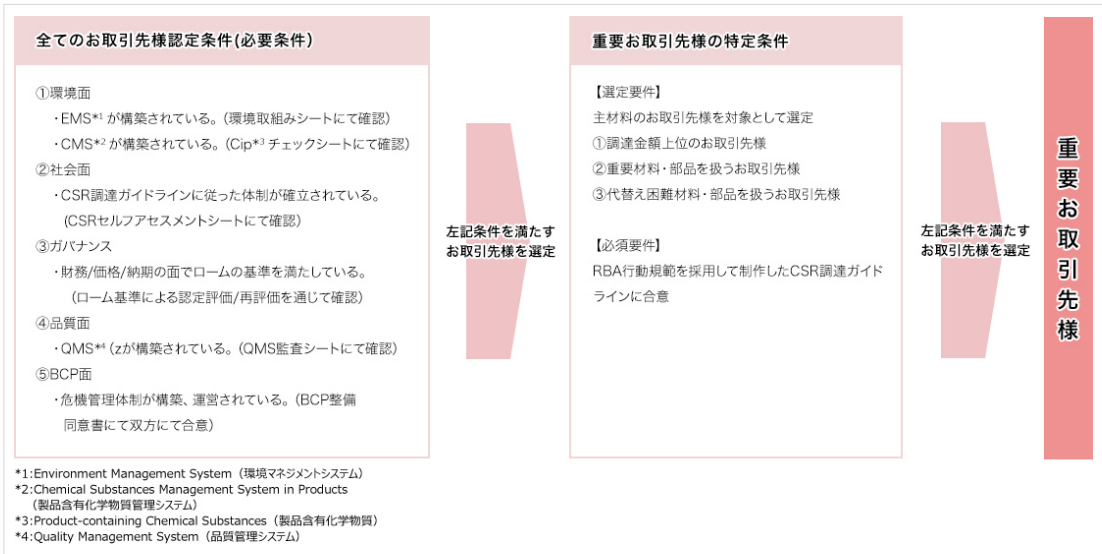 全てのお取引先様認定条件(必要条件)
①環境面
・EMS*1 が構築されている。（環境取組みシートにて確認）
・CMS*2 が構築されている。（Cip*3 チェックシートにて確認）
②社会面
・CSR調達ガイドラインに従った体制が確立されている。
(CSRセルフアセスメントシートにて確認）
③ガバナンス
・財務/価格/納期の面でロームの基準を満たしている。
（ローム基準による認定評価/再評価を通じて確認）
④品質面
・QMS*4（zが構築されている。（QMS監査シートにて確認）
⑤BCP面
・危機管理体制が構築、運営されている。（BCP整備
同意書にて双方にて合意）
左記条件を満たす
お取引先様を選定
重要お取引先様の特定条件
【選定要件】
主材料のお取引先様を対象として選定
①調達金額上位のお取引先様
②重要材料・部品を扱うお取引先様
③代替え困難材料・部品を扱うお取引先様
【必須要件】
RBA行動規範を採用して制作したCSR調達ガイド
ラインに合意
左記条件を満たす
お取引先様を選定
重要お取引先様
*1:Environment Management System（環境マネジメントシステム）
*2:Chemical Substances Management System in Products
（製品含有化学物質管理システム）
*3:Product-containing Chemical Substances（製品含有化学物質）
*4:Quality Management System（品質管理システム）